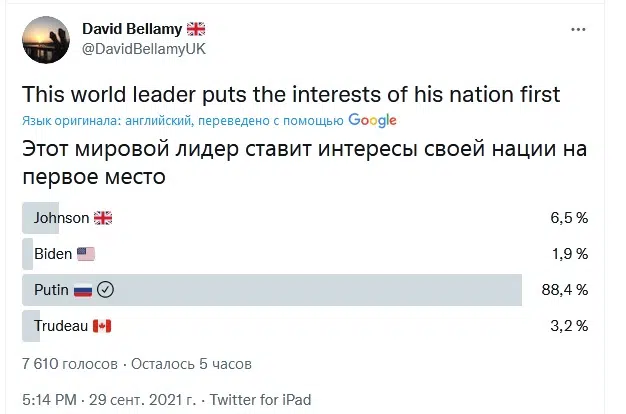 David Bellamy 🇬🇧
@DavidBellamyUK
...
This world leader puts the interests of his nation first
Язык оригинала: английский, переведено с помощью Google
Этот мировой лидер ставит интересы своей нации на
первое место
Johnson 🇬🇧 6,5 %
Biden 🇺🇸 1,9 %
Putin 🇷🇺 88,4 %
Trudeau 🇨🇦 3,2 %
7 610 голосов · Осталось 5 часов
5:14 PM · 29 сент. 2021 г. · Twitter for iPad